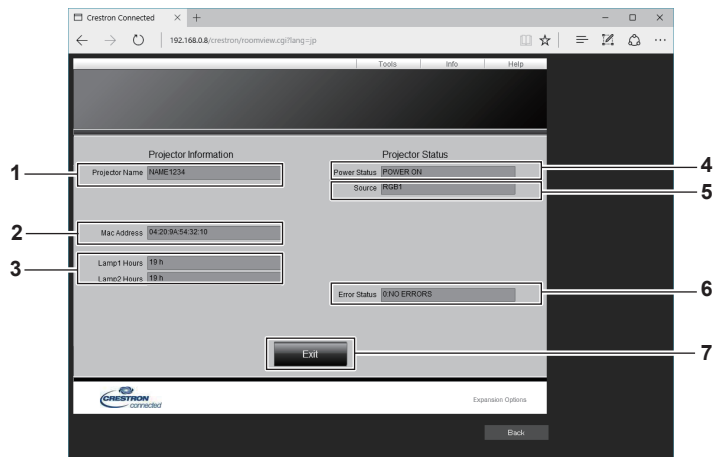 Crestron Connected
192.168.0.8/crestron/roomview.cgi?lang=jp
Tools Info Help
Projector Information
Projector Status
1
Projector Name NAME1234
Power Status POWER ON
4
Source RGB1
5
2
Mac Address 04:20:9A:54:32:10
3
Lamp1 Hours 19 h
Lamp2 Hours 19 h
Error Status 0:NO ERRORS
6
Exit
7
CRESTRON
connected
Expansion Options
Back